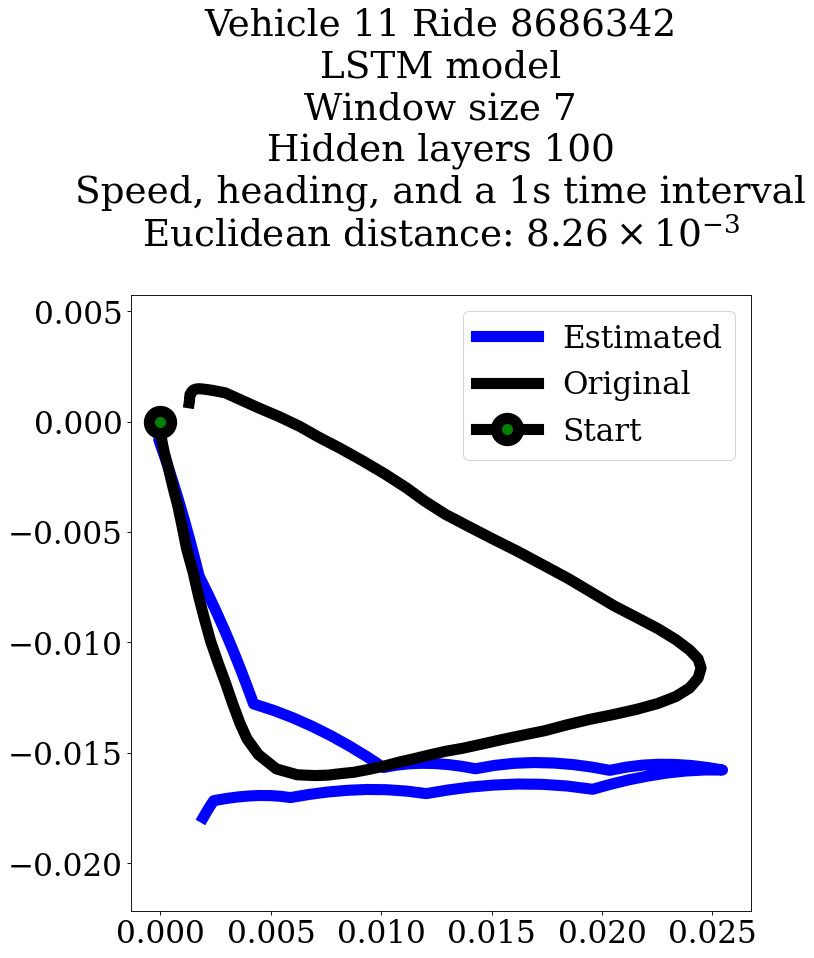 Vehicle 11 Ride 8686342
LSTM model
Window size 7
Hidden layers 100
Speed, heading, and a 1s time interval
Euclidean distance: 8.26 × 10⁻³
Estimated
Original
Start
0.005
0.000
−0.005
−0.010
−0.015
−0.020
0.000 0.005 0.010 0.015 0.020 0.025